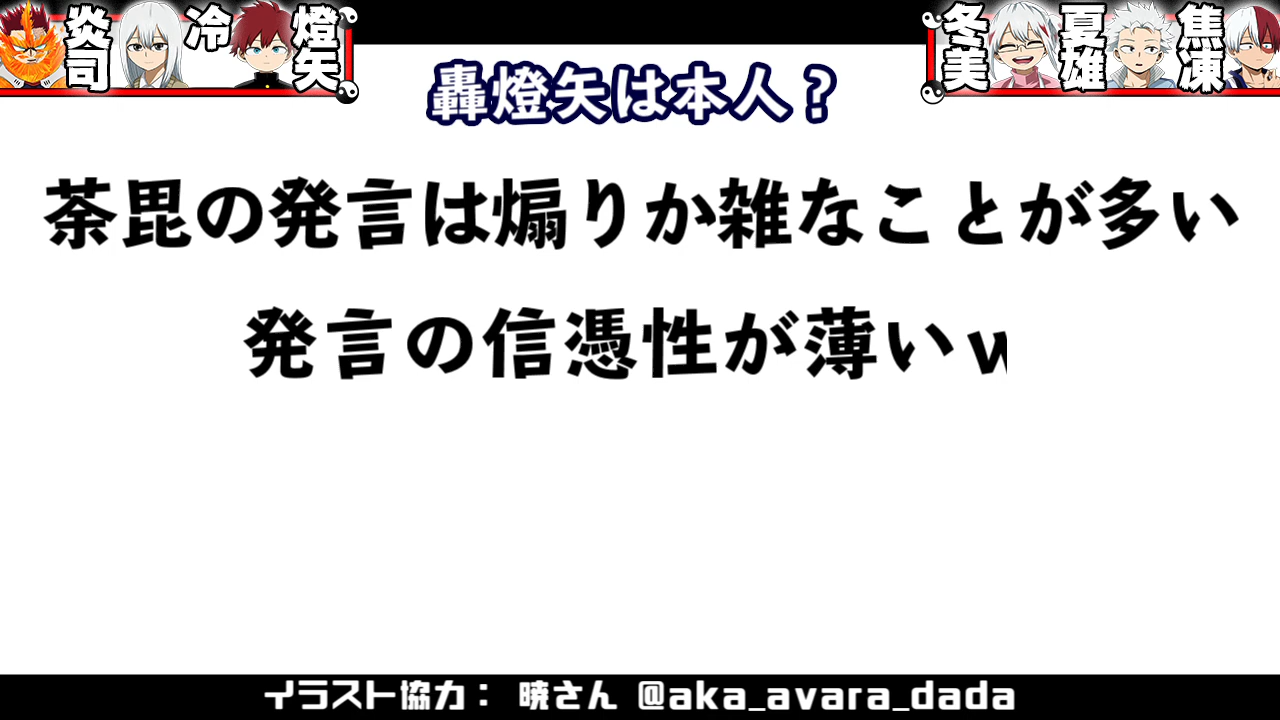 炎司 冷 燈矢 冬美 夏雄 焦凍
轟燈矢は本人？
荼毘の発言は煽りか雑なことが多い
発言の信憑性が薄いｗ
イラスト協力： 暁さん @aka_avara_dada